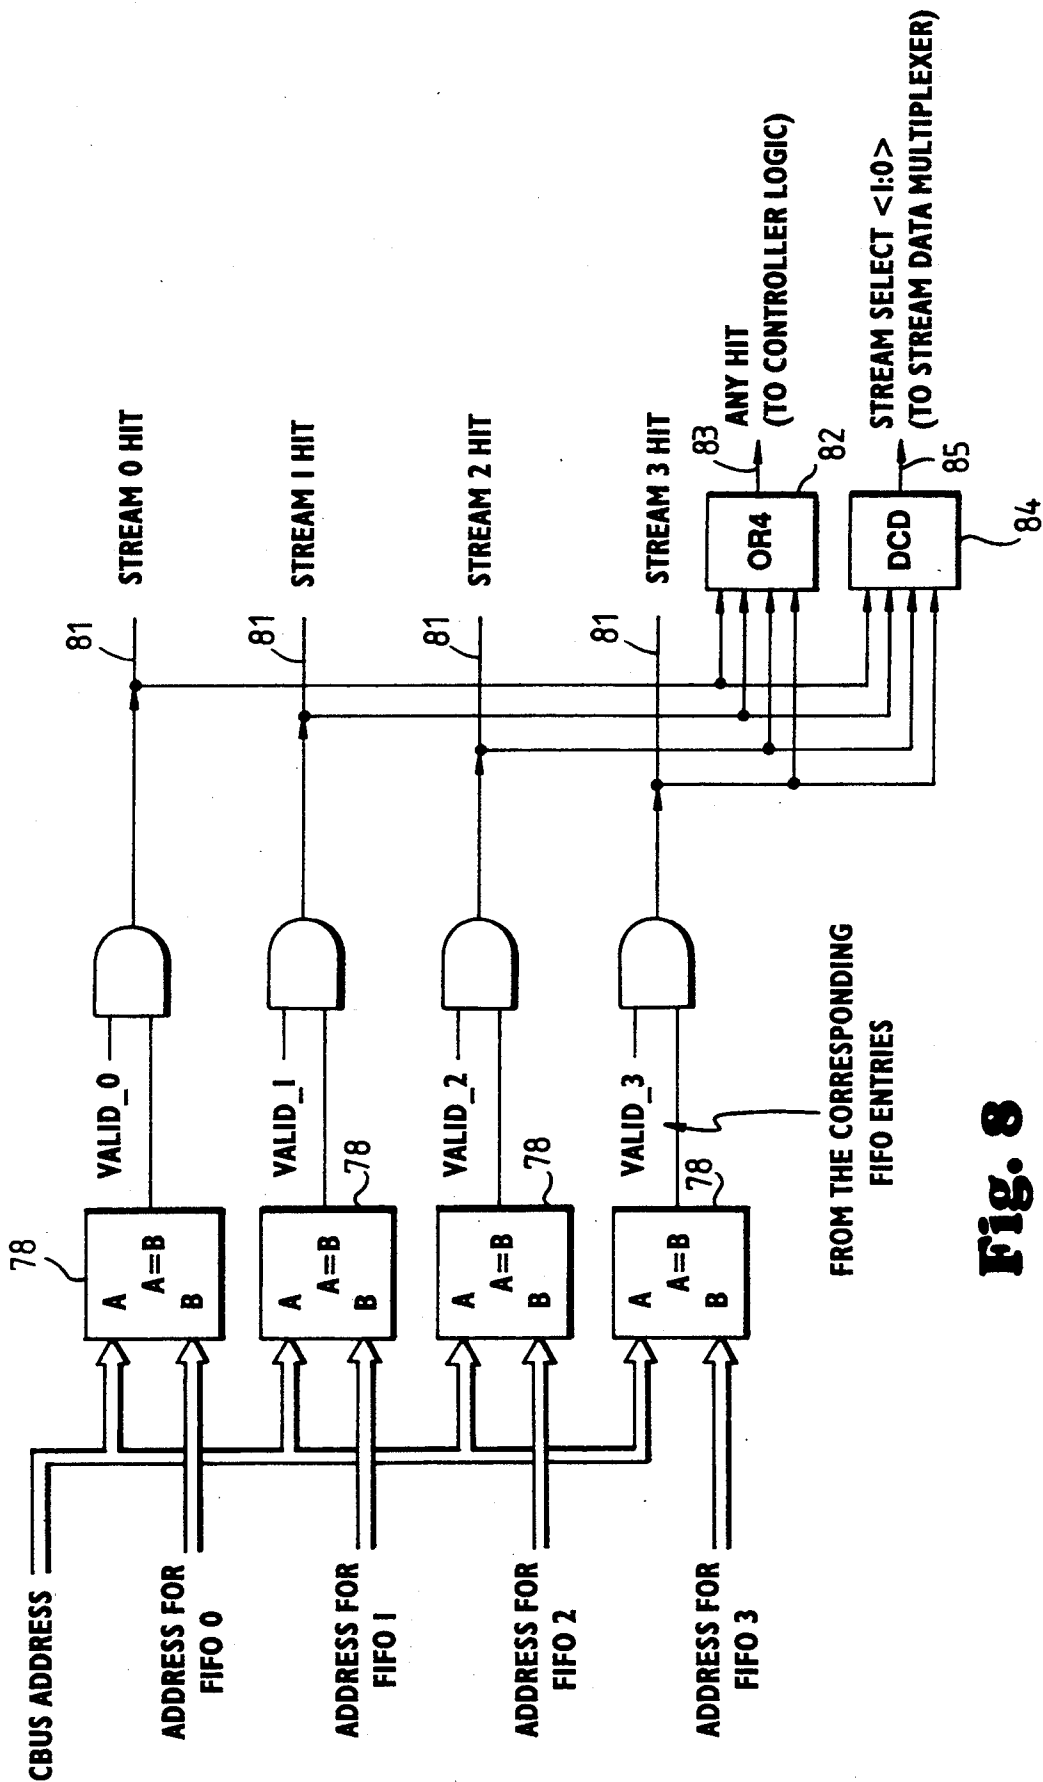 CBUS ADDRESS
ADDRESS FOR
FIFO 0
ADDRESS FOR
FIFO 1
ADDRESS FOR
FIFO 2
ADDRESS FOR
FIFO 3
78
A
A=B
B
78
A
A=B
B
78
A
A=B
B
78
A
A=B
B
VALID_0
VALID_1
VALID_2
VALID_3
FROM THE CORRESPONDING
FIFO ENTRIES
81
STREAM 0 HIT
81
STREAM 1 HIT
81
STREAM 2 HIT
81
STREAM 3 HIT
OR4
82
83
ANY HIT
(TO CONTROLLER LOGIC)
DCD
84
85
STREAM SELECT <1:0>
(TO STREAM DATA MULTIPLEXER)
Fig. 8